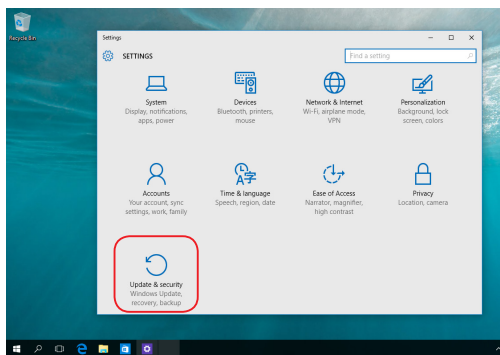 Recycle Bin
Settings
SETTINGS
Find a setting
System
Display, notifications,
apps, power
Devices
Bluetooth, printers,
mouse
Network & Internet
Wi-Fi, airplane mode,
VPN
Personalization
Background, lock
screen, colors
Accounts
Your account, sync
settings, work, family
Time & language
Speech, region, date
Ease of Access
Narrator, magnifier,
high contrast
Privacy
Location, camera
Update & security
Windows Update,
recovery, backup